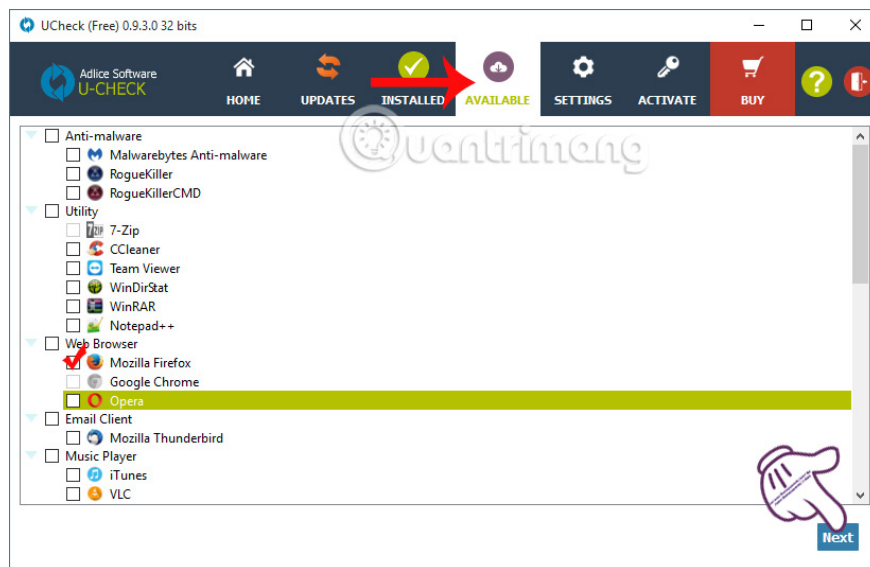 UCheck (Free) 0.9.3.0 32 bits
Adlice Software
U-CHECK
HOME UPDATES INSTALLED AVAILABLE SETTINGS ACTIVATE BUY ?
Quantrimang
Anti-malware
Malwarebytes Anti-malware
RogueKiller
RogueKillerCMD
Utility
7ZIP 7-Zip
CCleaner
Team Viewer
WinDirStat
WinRAR
Notepad++
Web Browser
Mozilla Firefox
Google Chrome
Opera
Email Client
Mozilla Thunderbird
Music Player
iTunes
VLC
Next